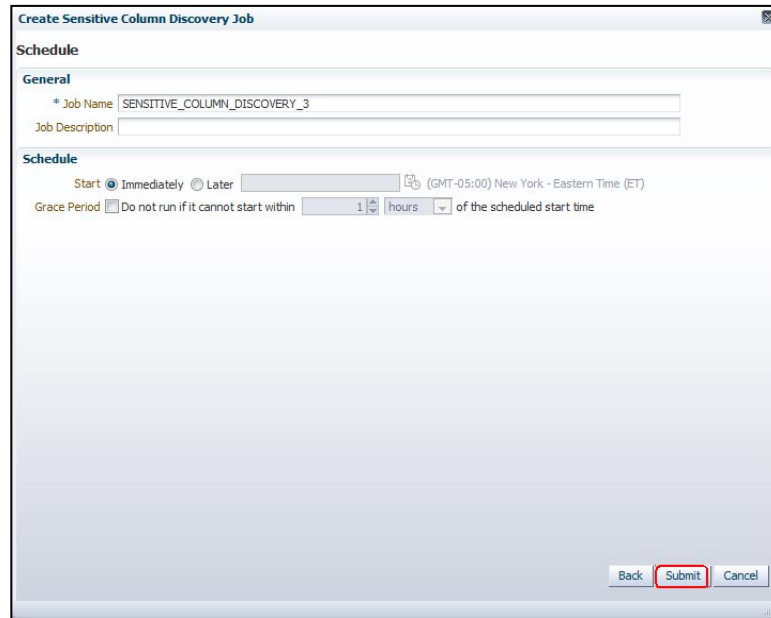 Create Sensitive Column Discovery Job
Schedule
General
* Job Name SENSITIVE_COLUMN_DISCOVERY_3
Job Description
Schedule
Start Immediately Later (GMT-05:00) New York - Eastern Time (ET)
Grace Period Do not run if it cannot start within 1 hours of the scheduled start time
Back Submit Cancel